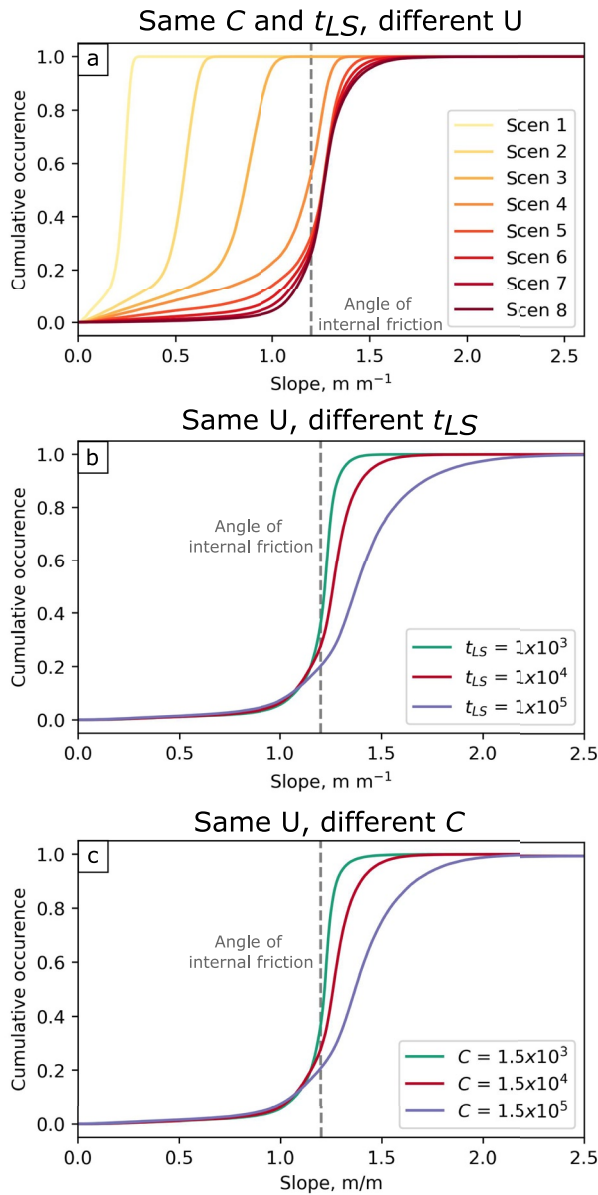 Same C and t_LS, different U
a
Cumulative occurence
1.0
0.8
0.6
0.4
0.2
0.0
Scen 1
Scen 2
Scen 3
Scen 4
Scen 5
Scen 6
Scen 7
Scen 8
Angle of
internal friction
0.0 0.5 1.0 1.5 2.0 2.5
Slope, m m⁻¹
Same U, different t_LS
b
Cumulative occurence
1.0
0.8
0.6
0.4
0.2
0.0
Angle of
internal friction
t_LS = 1x10³
t_LS = 1x10⁴
t_LS = 1x10⁵
0.0 0.5 1.0 1.5 2.0 2.5
Slope, m m⁻¹
Same U, different C
c
Cumulative occurence
1.0
0.8
0.6
0.4
0.2
0.0
Angle of
internal friction
C = 1.5x10³
C = 1.5x10⁴
C = 1.5x10⁵
0.0 0.5 1.0 1.5 2.0 2.5
Slope, m/m